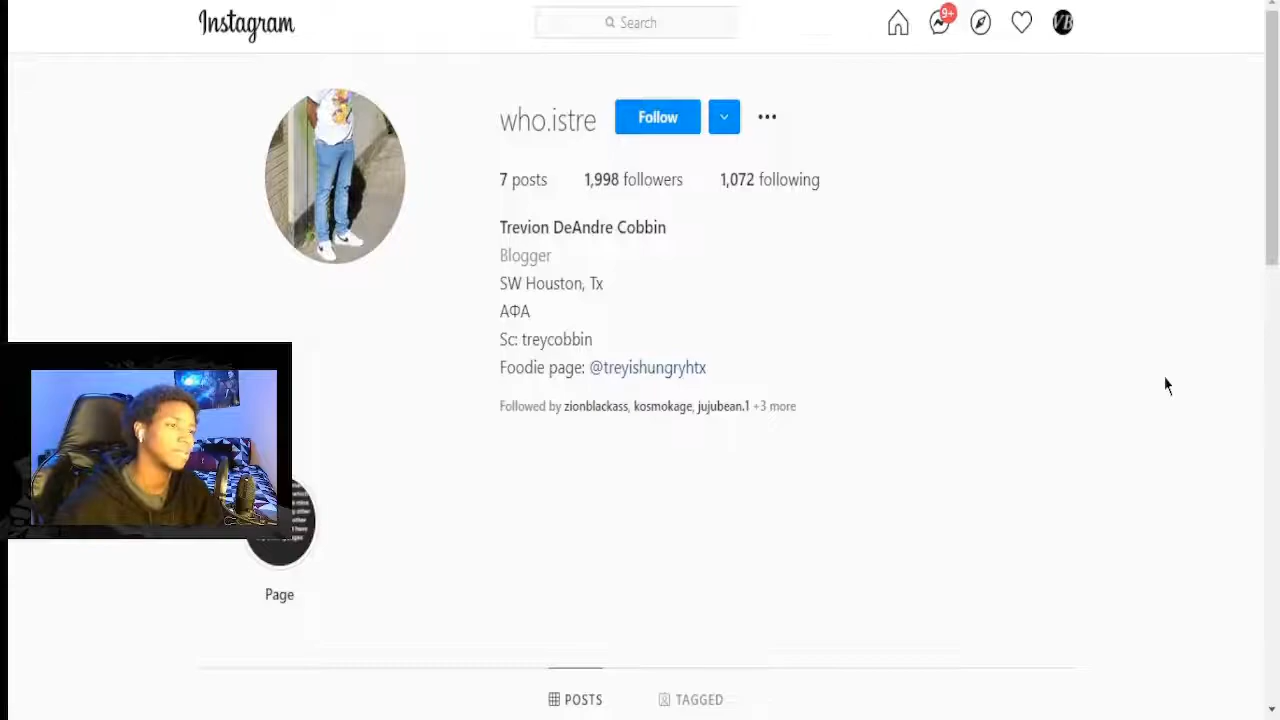 Instagram
Search
9+
VB
who.istre
Follow
7 posts
1,998 followers
1,072 following
Trevion DeAndre Cobbin
Blogger
SW Houston, Tx
ΑΦΑ
Sc: treycobbin
Foodie page: @treyishungryhtx
Followed by zionblackass, kosmokage, jujubean.1 +3 more
Page
POSTS
TAGGED